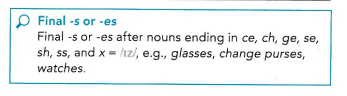 Final -s or -es
Final -s or -es after nouns ending in ce, ch, ge, se,
sh, ss, and x = /ɪz/, e.g., glasses, change purses,
watches.